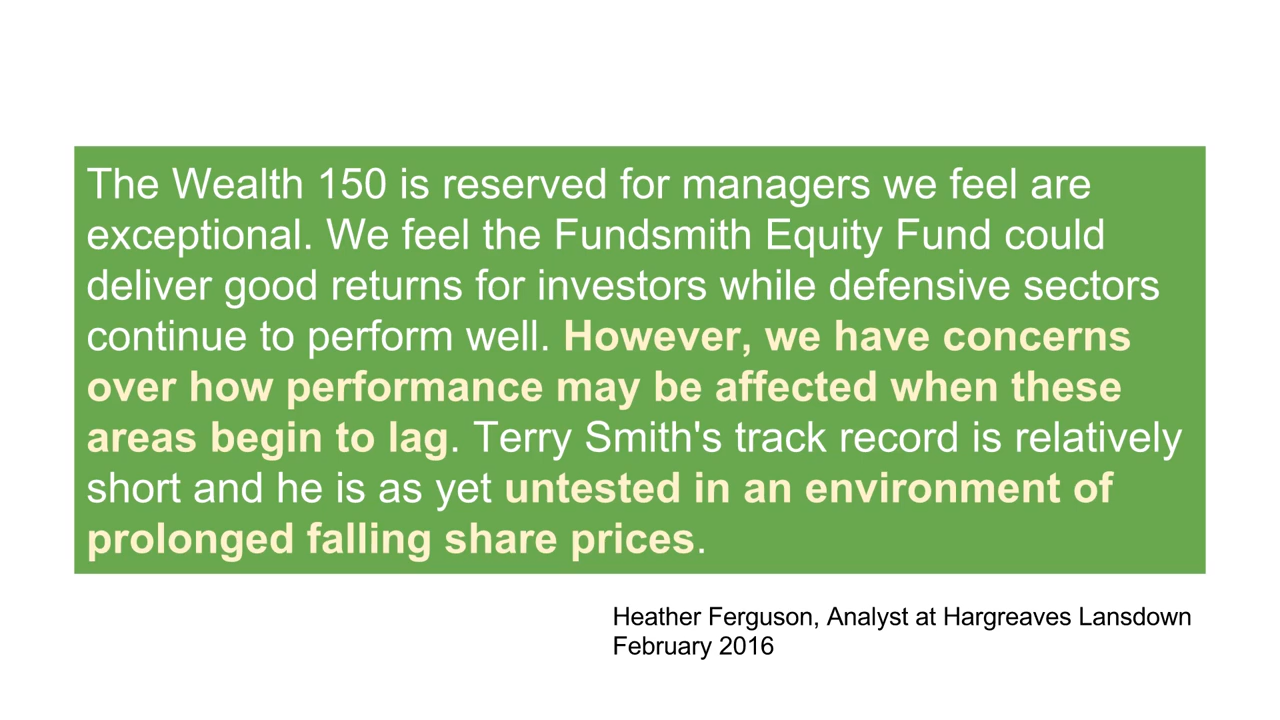 The Wealth 150 is reserved for managers we feel are
exceptional. We feel the Fundsmith Equity Fund could
deliver good returns for investors while defensive sectors
continue to perform well. However, we have concerns
over how performance may be affected when these
areas begin to lag. Terry Smith's track record is relatively
short and he is as yet untested in an environment of
prolonged falling share prices.
Heather Ferguson, Analyst at Hargreaves Lansdown
February 2016